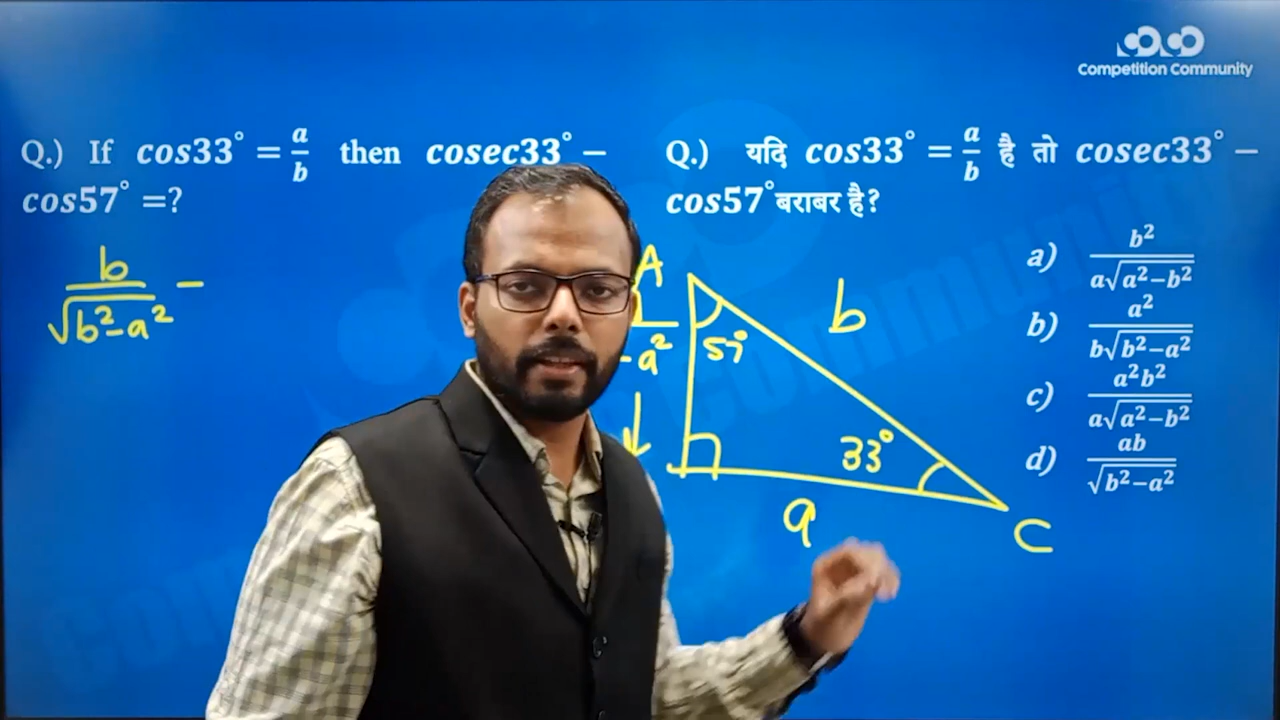 Competition Community
Q.) If cos33° = a/b then cosec33° −
cos57° =?
Q.) यदि cos33° = a/b है तो cosec33° −
cos57° बराबर है?
b/√b²−a² −
A
57°
b
−a²
33°
a
C
a) b²/a√a²−b²
b) a²/b√b²−a²
c) a²b²/a√a²−b²
d) ab/√b²−a²